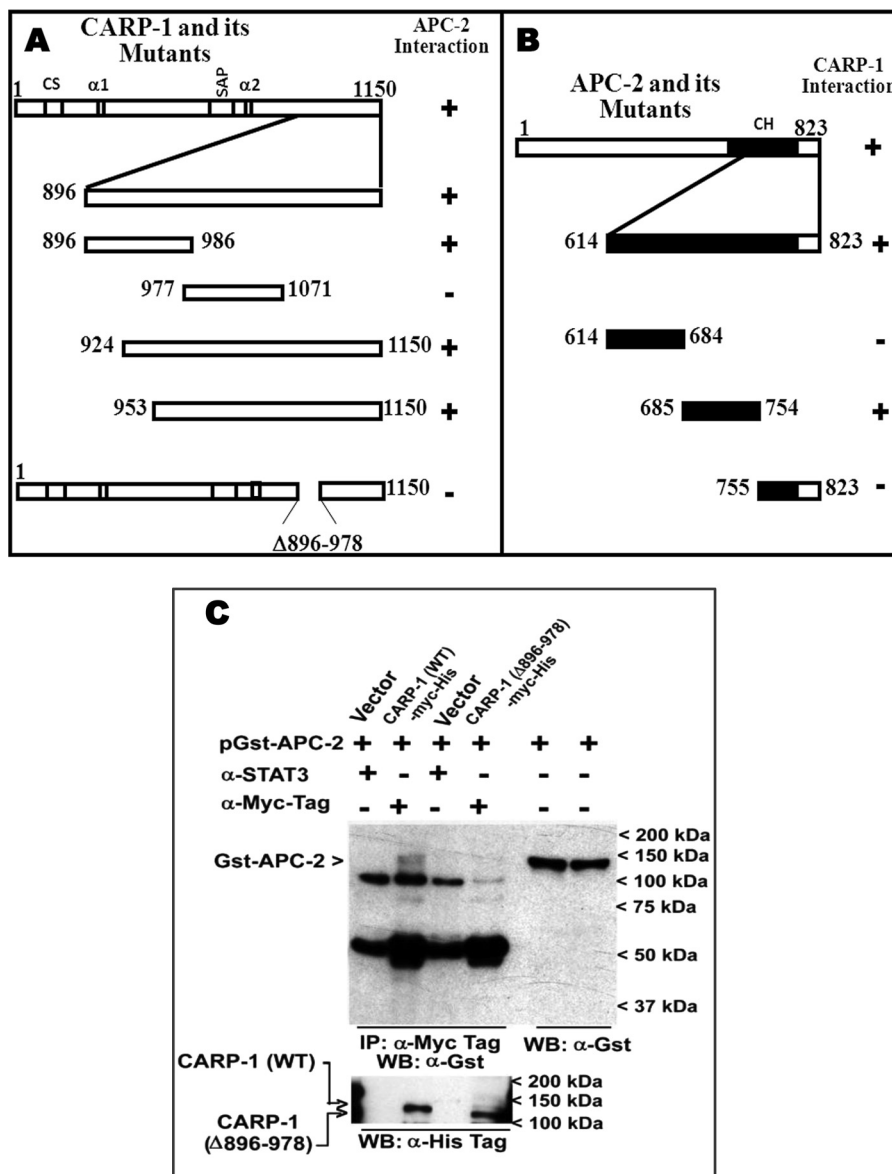 A
CARP-1 and its
Mutants
APC-2
Interaction
1
CS
α1
SAP
α2
1150
+
896
+
896
986
+
977
1071
-
924
1150
+
953
1150
+
1
1150
-
Δ896-978
B
APC-2 and its
Mutants
CARP-1
Interaction
1
CH
823
+
614
823
+
614
684
-
685
754
+
755
823
-
C
Vector
CARP-1 (WT)
-myc-His
Vector
CARP-1 (Δ896-978)
-myc-His
pGst-APC-2 + + + + + +
α-STAT3 + - + - - -
α-Myc-Tag - + - + - -
Gst-APC-2 >
< 200 kDa
< 150 kDa
< 100 kDa
< 75 kDa
< 50 kDa
< 37 kDa
IP: α-Myc Tag
WB: α-Gst
WB: α-Gst
CARP-1 (WT)
CARP-1
(Δ896-978)
< 200 kDa
< 150 kDa
< 100 kDa
WB: α-His Tag